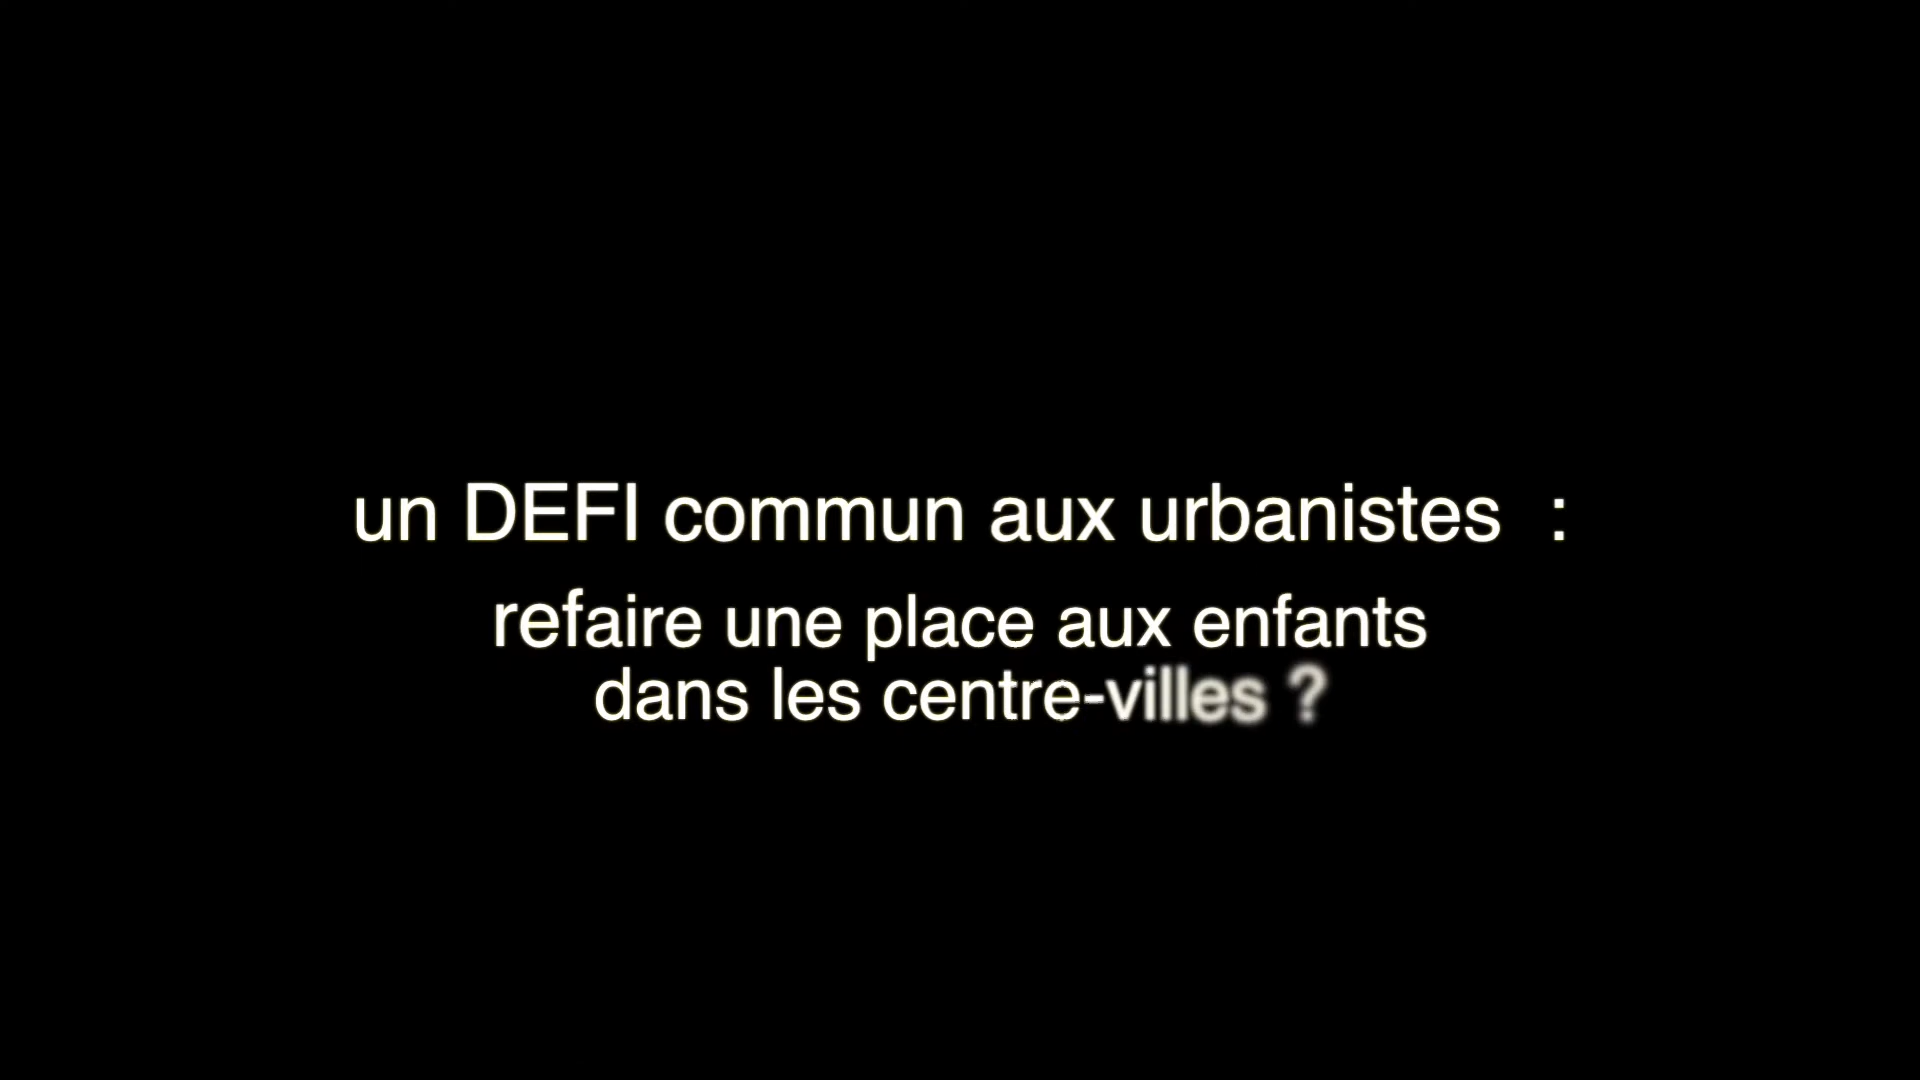 un DEFI commun aux urbanistes  :
refaire une place aux enfants
dans les centre-villes ?